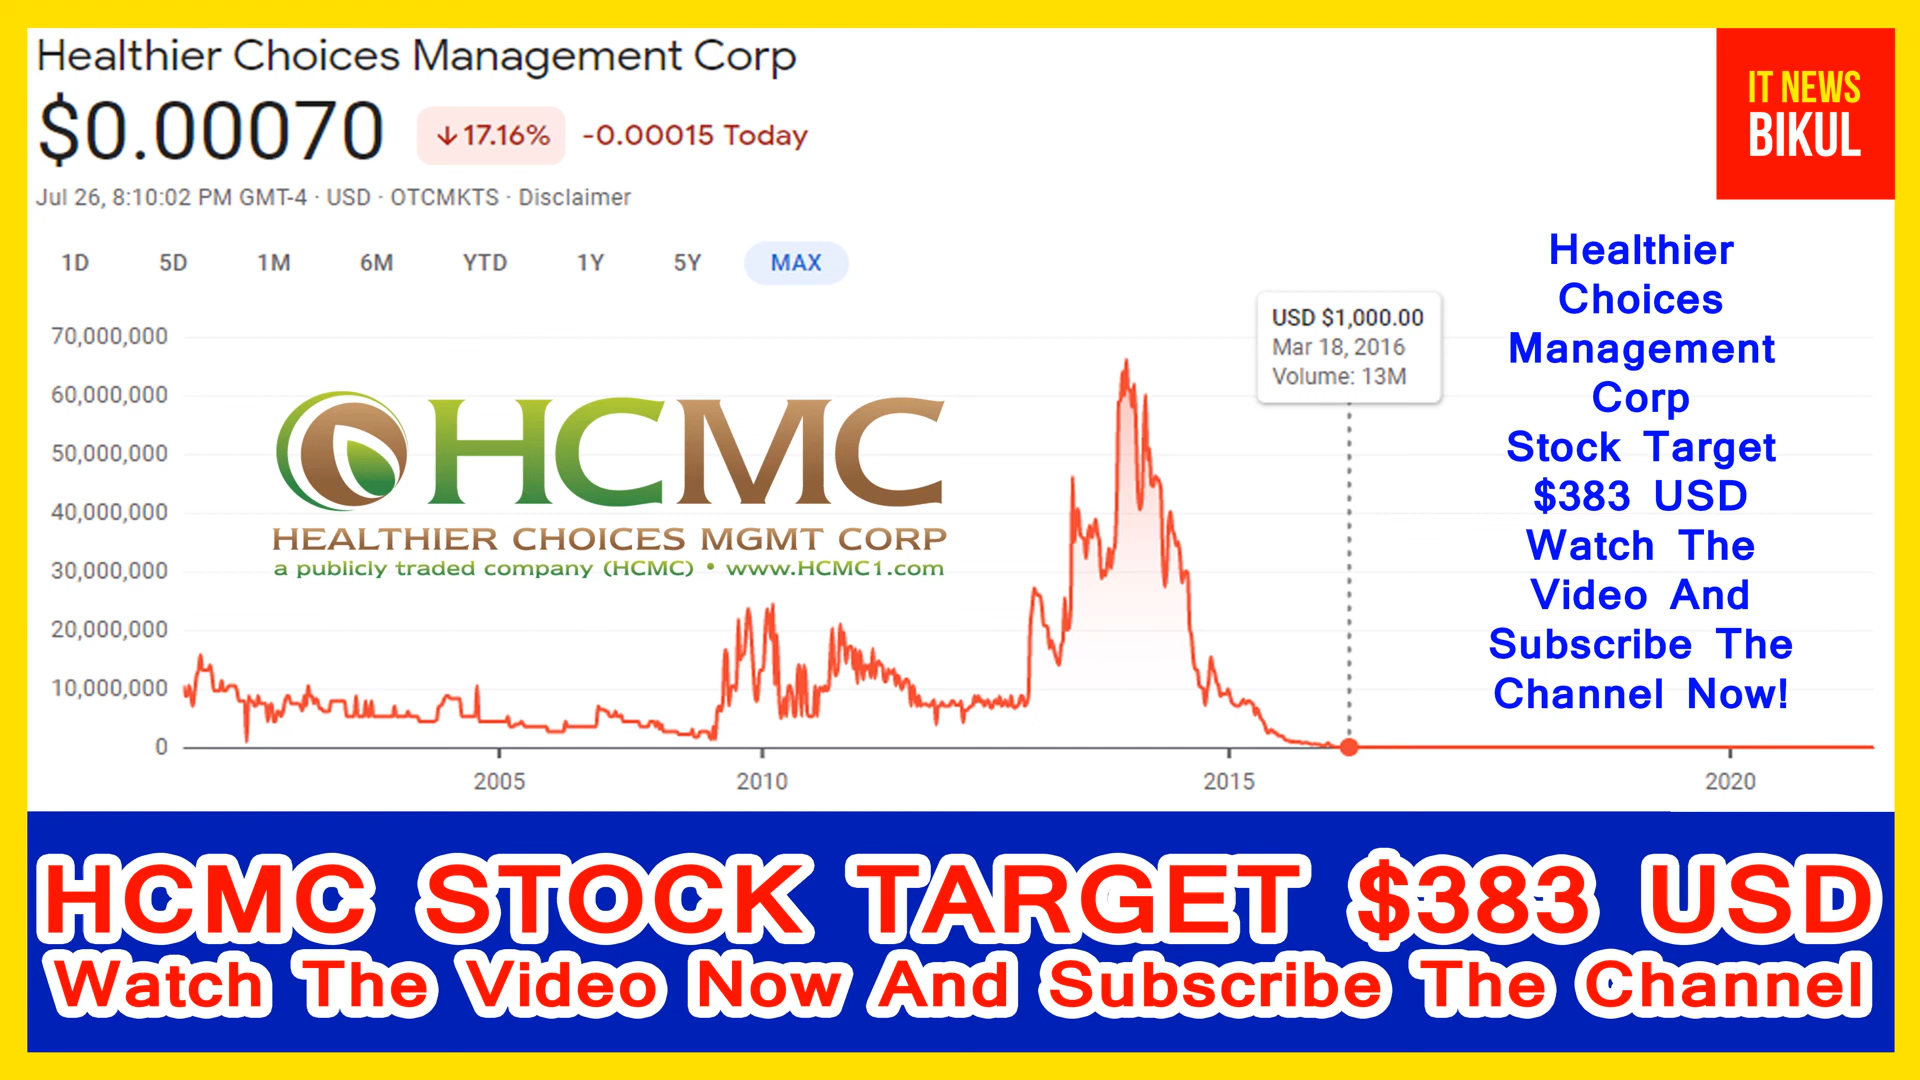 Healthier Choices Management Corp
$0.00070 ↓17.16% -0.00015 Today
Jul 26, 8:10:02 PM GMT-4 · USD · OTCMKTS · Disclaimer
1D 5D 1M 6M YTD 1Y 5Y MAX
IT NEWS
BIKUL
USD $1,000.00
Mar 18, 2016
Volume: 13M
70,000,000
60,000,000
50,000,000
40,000,000
30,000,000
20,000,000
10,000,000
0
2005 2010 2015 2020
HCMC
HEALTHIER CHOICES MGMT CORP
a publicly traded company (HCMC) • www.HCMC1.com
Healthier
Choices
Management
Corp
Stock Target
$383 USD
Watch The
Video And
Subscribe The
Channel Now!
HCMC STOCK TARGET $383 USD
Watch The Video Now And Subscribe The Channel